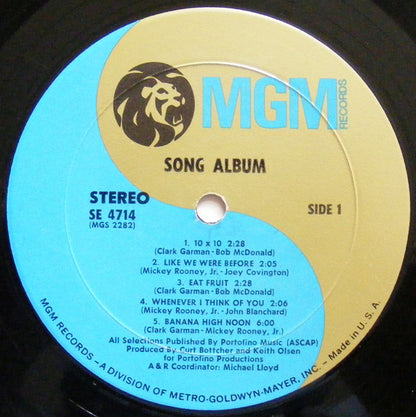 MGM
RECORDS
SONG ALBUM
STEREO
SE 4714
(MGS 2282)
SIDE 1
1. 10 x 10 2:28
(Clark Garman-Bob McDonald)
2. LIKE WE WERE BEFORE 2:05
(Mickey Rooney, Jr.-Joey Covington)
3. EAT FRUIT 2:28
(Clark Garman-Bob McDonald)
4. WHENEVER I THINK OF YOU 2:06
(Mickey Rooney, Jr.-John Blanchard)
5. BANANA HIGH NOON 6:00
(Clark Garman-Mickey Rooney, Jr.)
All Selections Published By Portofino Music (ASCAP)
Produced By Curt Bottcher and Keith Olsen
for Portofino Productions
A & R Coordinator: Michael Lloyd
MGM RECORDS – A DIVISION OF METRO-GOLDWYN-MAYER, INC. – Made in U. S. A.